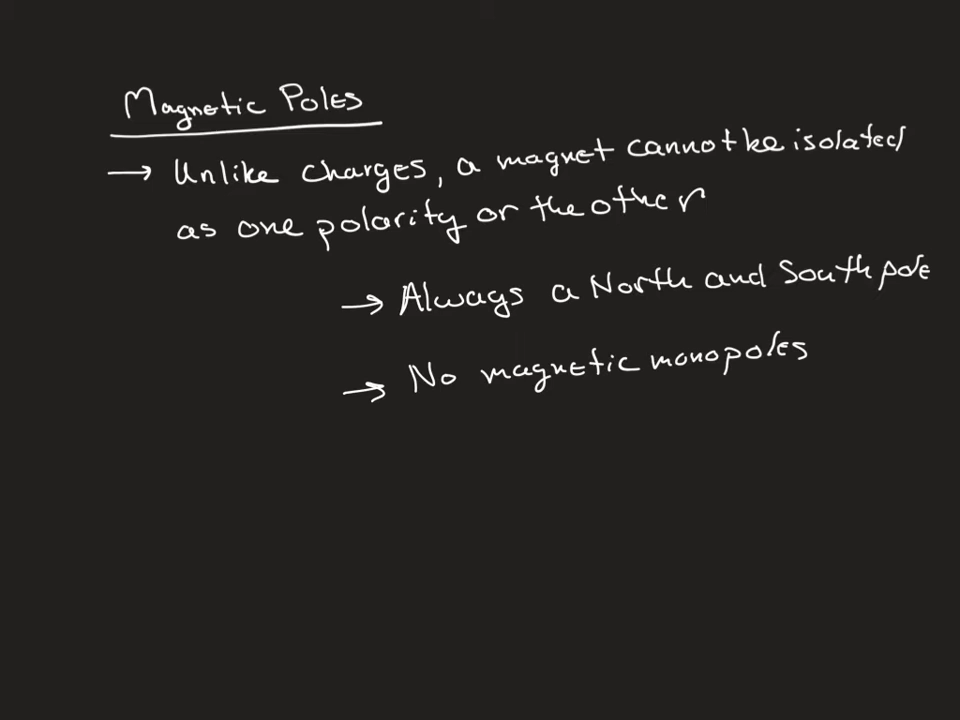 Magnetic Poles
→ Unlike charges, a magnet cannot be isolated
as one polarity or the other
→ Always a North and South pole
→ No magnetic monopoles